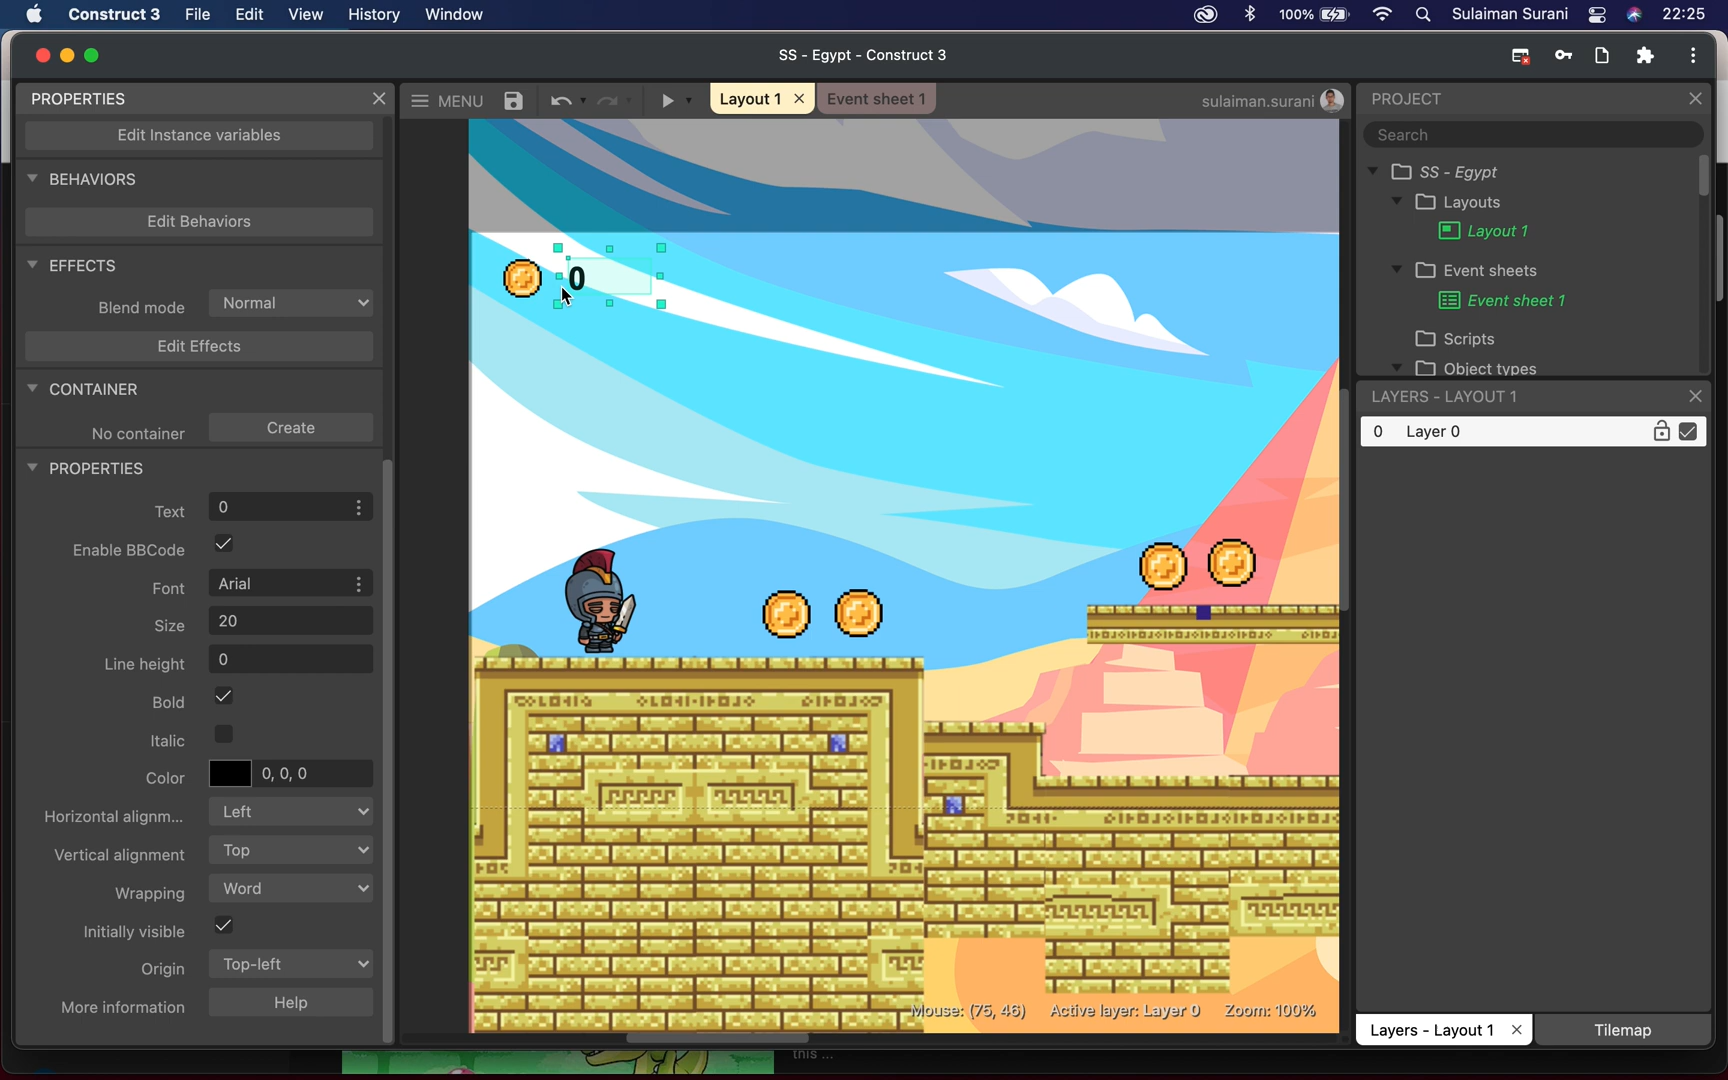 Construct 3 File Edit View History Window 100% Sulaiman Surani 22:25
SS - Egypt - Construct 3
PROPERTIES
Edit Instance variables
BEHAVIORS
Edit Behaviors
EFFECTS
Blend mode Normal
Edit Effects
CONTAINER
No container Create
PROPERTIES
Text 0
Enable BBCode
Font Arial
Size 20
Line height 0
Bold
Italic
Color 0, 0, 0
Horizontal alignm... Left
Vertical alignment Top
Wrapping Word
Initially visible
Origin Top-left
More information Help
MENU Layout 1 Event sheet 1 sulaiman.surani
0
Mouse: (75, 46) Active layer: Layer 0 Zoom: 100%
this ...
PROJECT
Search
SS - Egypt
Layouts
Layout 1
Event sheets
Event sheet 1
Scripts
Object types
LAYERS - LAYOUT 1
0 Layer 0
Layers - Layout 1 Tilemap